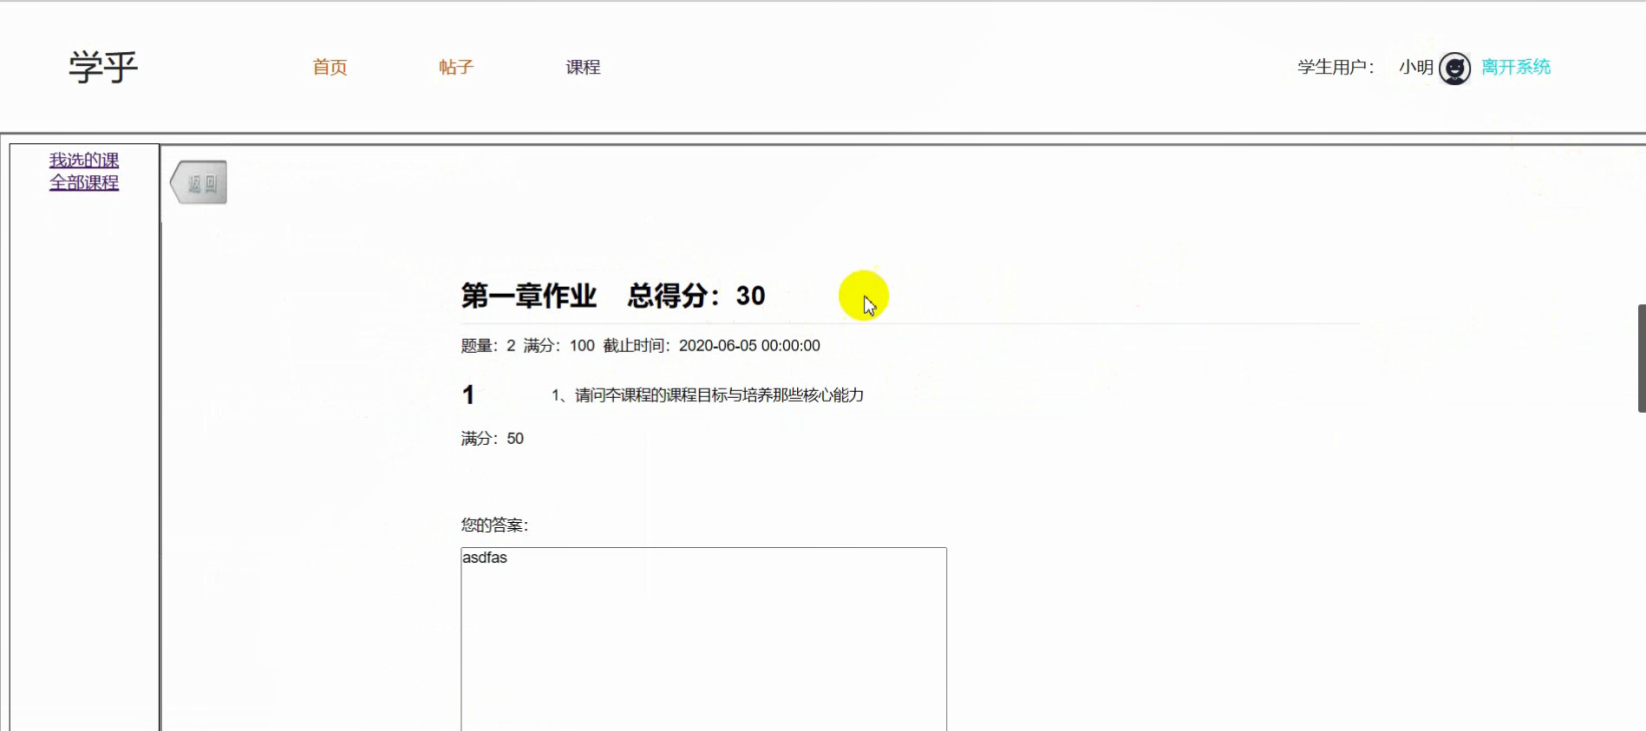 学乎
首页 帖子 课程
学生用户： 小明 离开系统
我选的课
全部课程
返回
第一章作业 总得分：30
题量：2 满分：100 截止时间：2020-06-05 00:00:00
1 1、请问夲课程的课程目标与培养那些核心能力
满分：50
您的答案：
asdfas